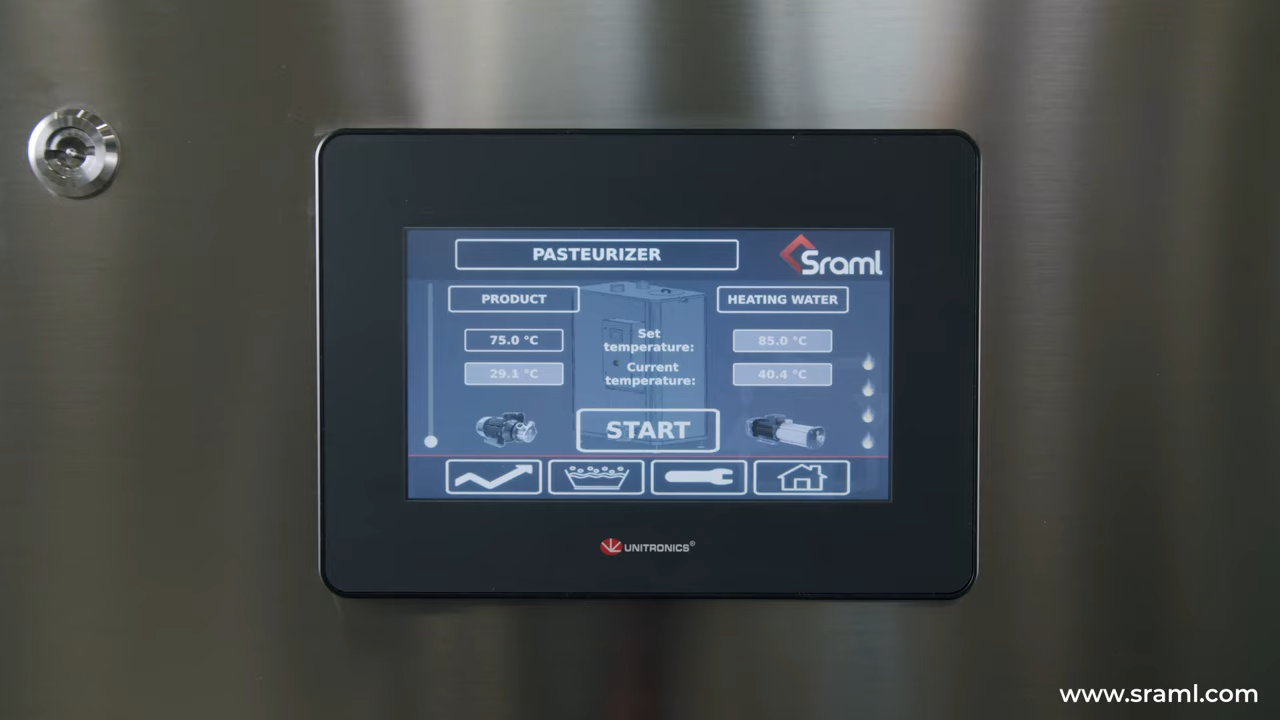 PASTEURIZER
Sraml
PRODUCT
HEATING WATER
75.0 °C
Set
temperature:
85.0 °C
29.1 °C
Current
temperature:
40.4 °C
START
UNITRONICS®
www.sraml.com